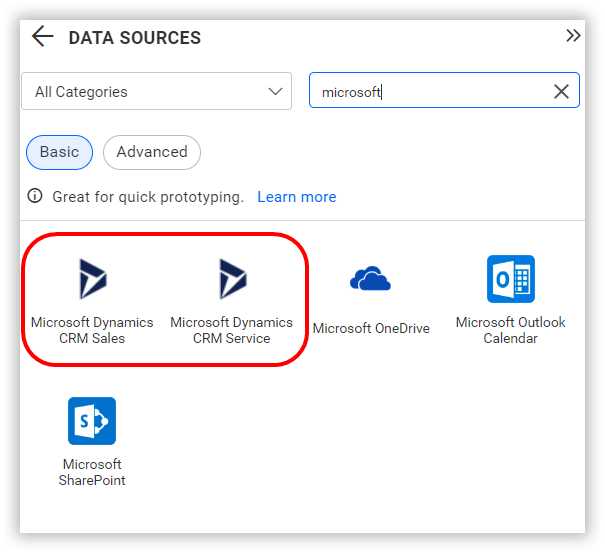 DATA SOURCES
All Categories
microsoft
Basic
Advanced
Great for quick prototyping. Learn more
Microsoft Dynamics
CRM Sales
Microsoft Dynamics
CRM Service
Microsoft OneDrive
Microsoft Outlook
Calendar
Microsoft
SharePoint